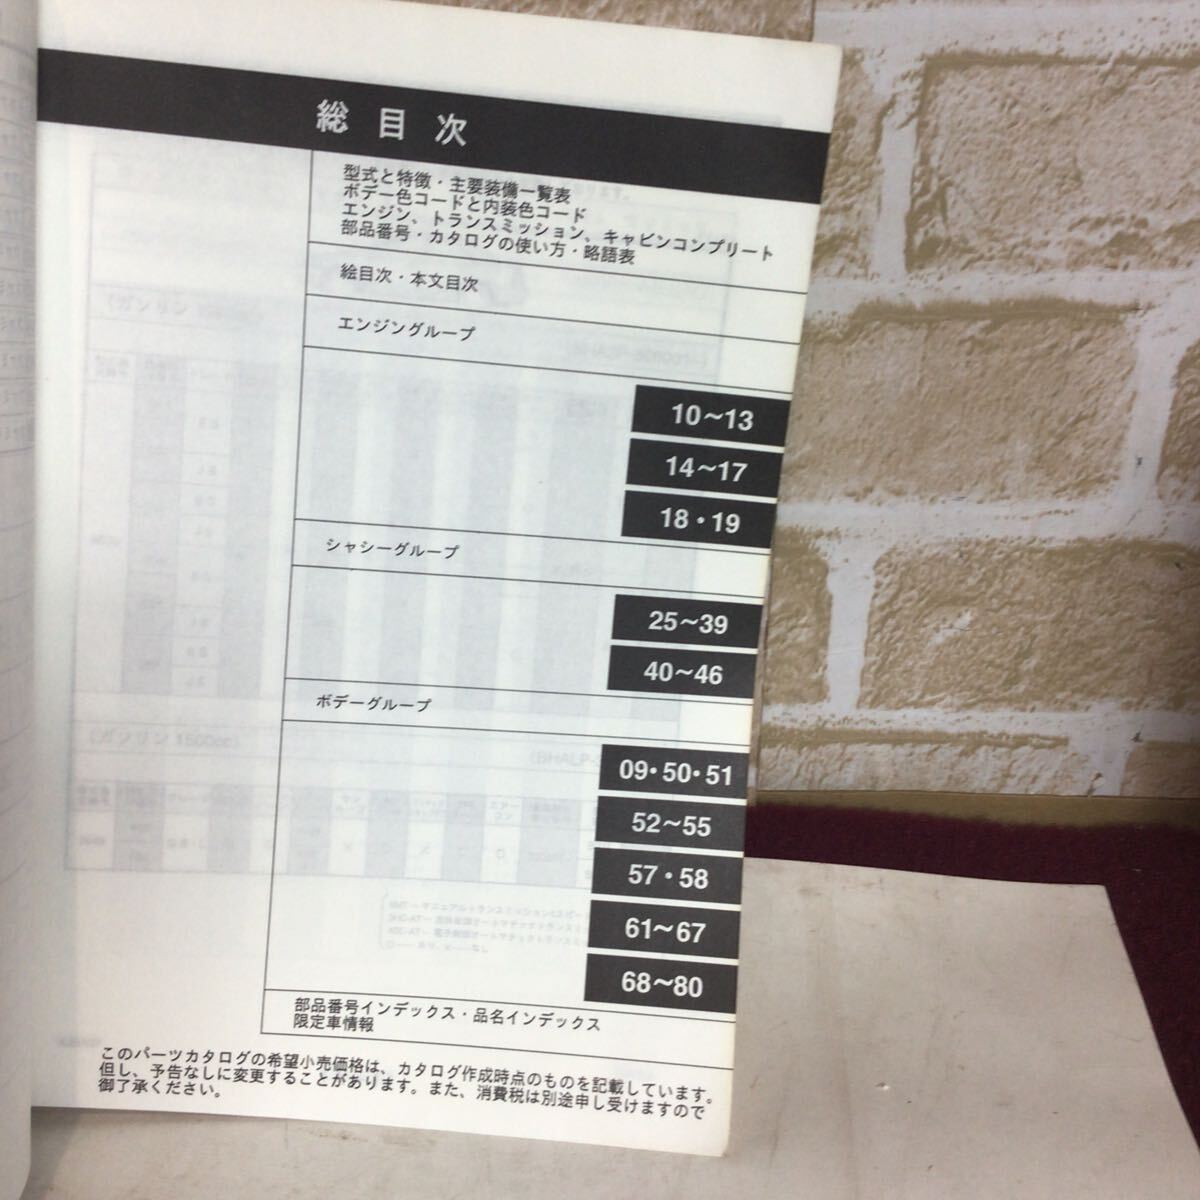 総目次
型式と特徴・主要装備一覧表
ボデー色コードと内装色コード
エンジン、トランスミッション、キャビンコンプリート
部品番号・カタログの使い方・略語表
絵目次・本文目次
エンジングループ
10～13
14～17
18・19
シャシーグループ
25～39
40～46
ボデーグループ
09・50・51
52～55
57・58
61～67
68～80
部品番号インデックス・品名インデックス
限定車情報
このパーツカタログの希望小売価格は、カタログ作成時点のものを記載しています。
但し、予告なしに変更することがあります。また、消費税は別途申し受けますので
御了承ください。